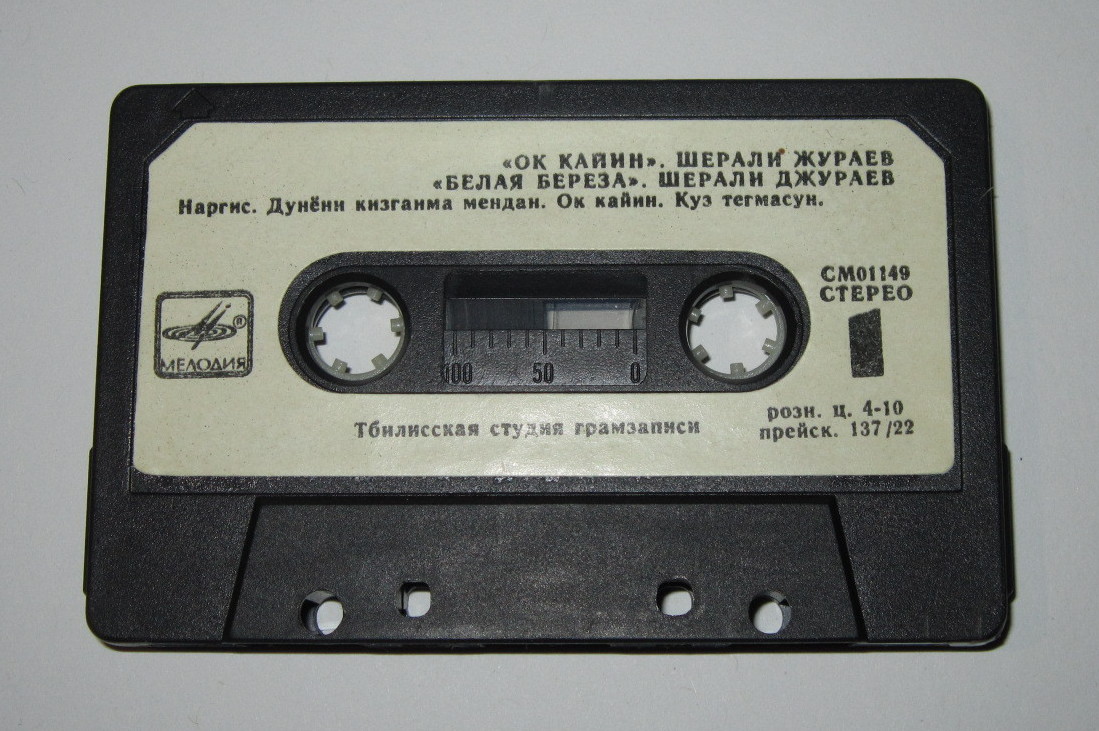 «ОК КАЙИН». ШЕРАЛИ ЖУРАЕВ
«БЕЛАЯ БЕРЕЗА». ШЕРАЛИ ДЖУРАЕВ
Наргис. Дунёни кизганма мендан. Ок кайин. Куз тегмасун.
СМ01149
СТЕРЕО
® МЕЛОДИЯ
100 50 0
Тбилисская студия грамзаписи
розн. ц. 4-10
прейск. 137/22